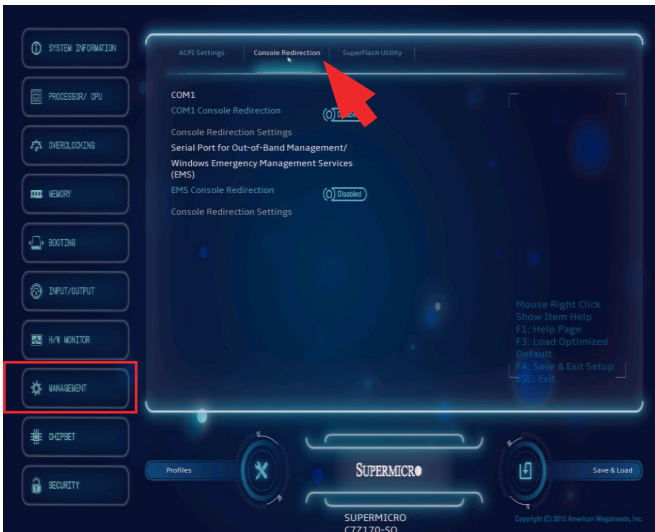 SYSTEM INFORMATION
PROCESSOR/ CPU
OVERCLOCKING
MEMORY
BOOTING
INPUT/OUTPUT
H/W MONITOR
MANAGEMENT
CHIPSET
SECURITY
ACPI Settings
Console Redirection
SuperFlash Utility
COM1
COM1 Console Redirection
Console Redirection Settings
Serial Port for Out-of-Band Management/
Windows Emergency Management Services
(EMS)
EMS Console Redirection
Disabled
Console Redirection Settings
Mouse Right Click
Show Item Help
F1: Help Page
F3: Load Optimized
Default
F4: Save & Exit Setup
ESC: Exit
Profiles
SUPERMICRO
Save & Load
SUPERMICRO
C7Z170-SQ
Copyright (C) 2015 American Megatrends, Inc.